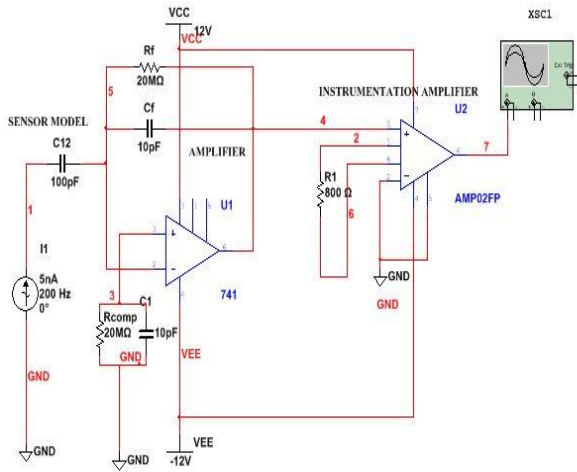 XSC1
VCC
12V
VCC
Rf
20MΩ
5
Ext Trig
A
B
INSTRUMENTATION AMPLIFIER
Cf
10pF
4
U2
SENSOR MODEL
C12
100pF
AMPLIFIER
2
7
R1
800 Ω
AMP02FP
1
U1
6
I1
5nA
200 Hz
0°
741
GND
GND
3
C1
Rcomp
20MΩ
10pF
GND
VEE
GND
VEE
-12V
GND
GND